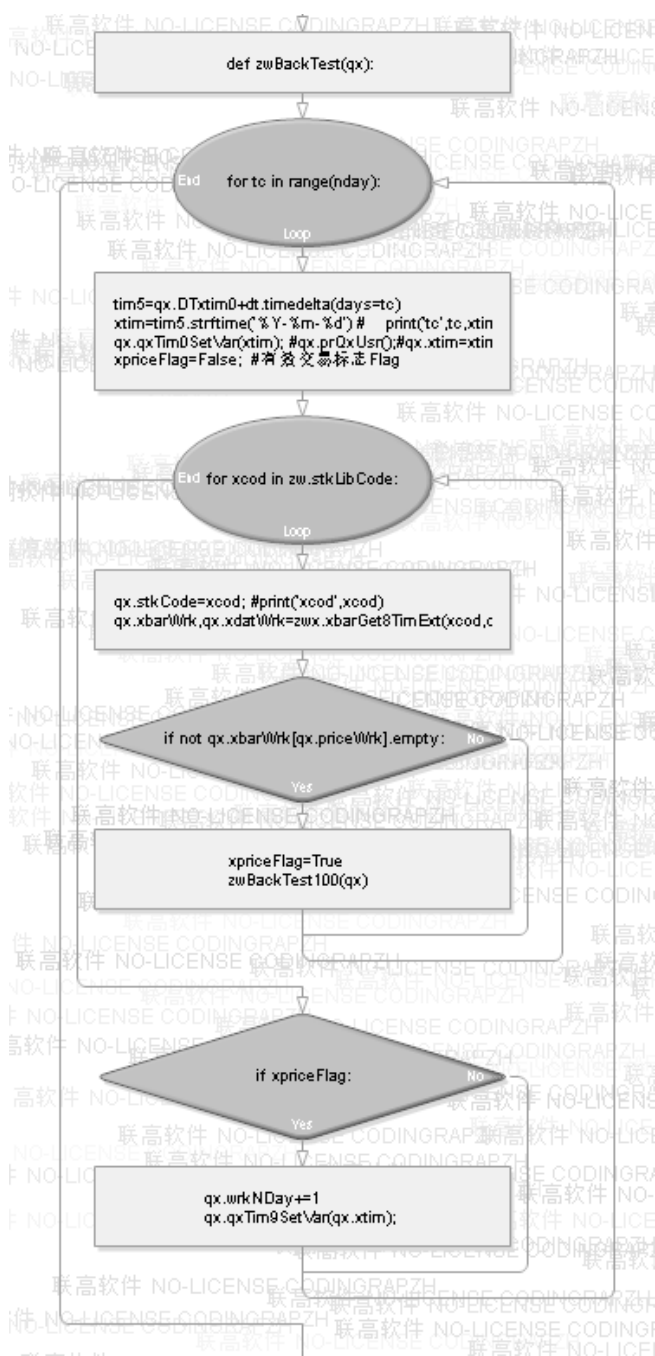 def zwBackTest(qx):
for tc in range(nday):
End
Loop
tim5=qx.DTxtim0+dt.timedelta(days=tc)
xtim=tim5.strftime('%Y-%m-%d') # print('tc',tc,xtin
qx.qxTim0SetVar(xtim); #qx.prQxUsr();#qx.xtim=xtin
xpriceFlag=False; #有效交易标志Flag
for xcod in zw.stkLibCode:
End
Loop
qx.stkCode=xcod; #print('xcod',xcod)
qx.xbarWrk,qx.xdatWrk=zwx.xbarGet8TimExt(xcod,c
if not qx.xbarWrk[qx.priceWrk].empty:
No
Yes
xpriceFlag=True
zwBackTest100(qx)
if xpriceFlag:
No
Yes
qx.wrkNDay+=1
qx.qxTim9SetVar(qx.xtim);
联高软件 NO-LICENSE CODINGRAPZH